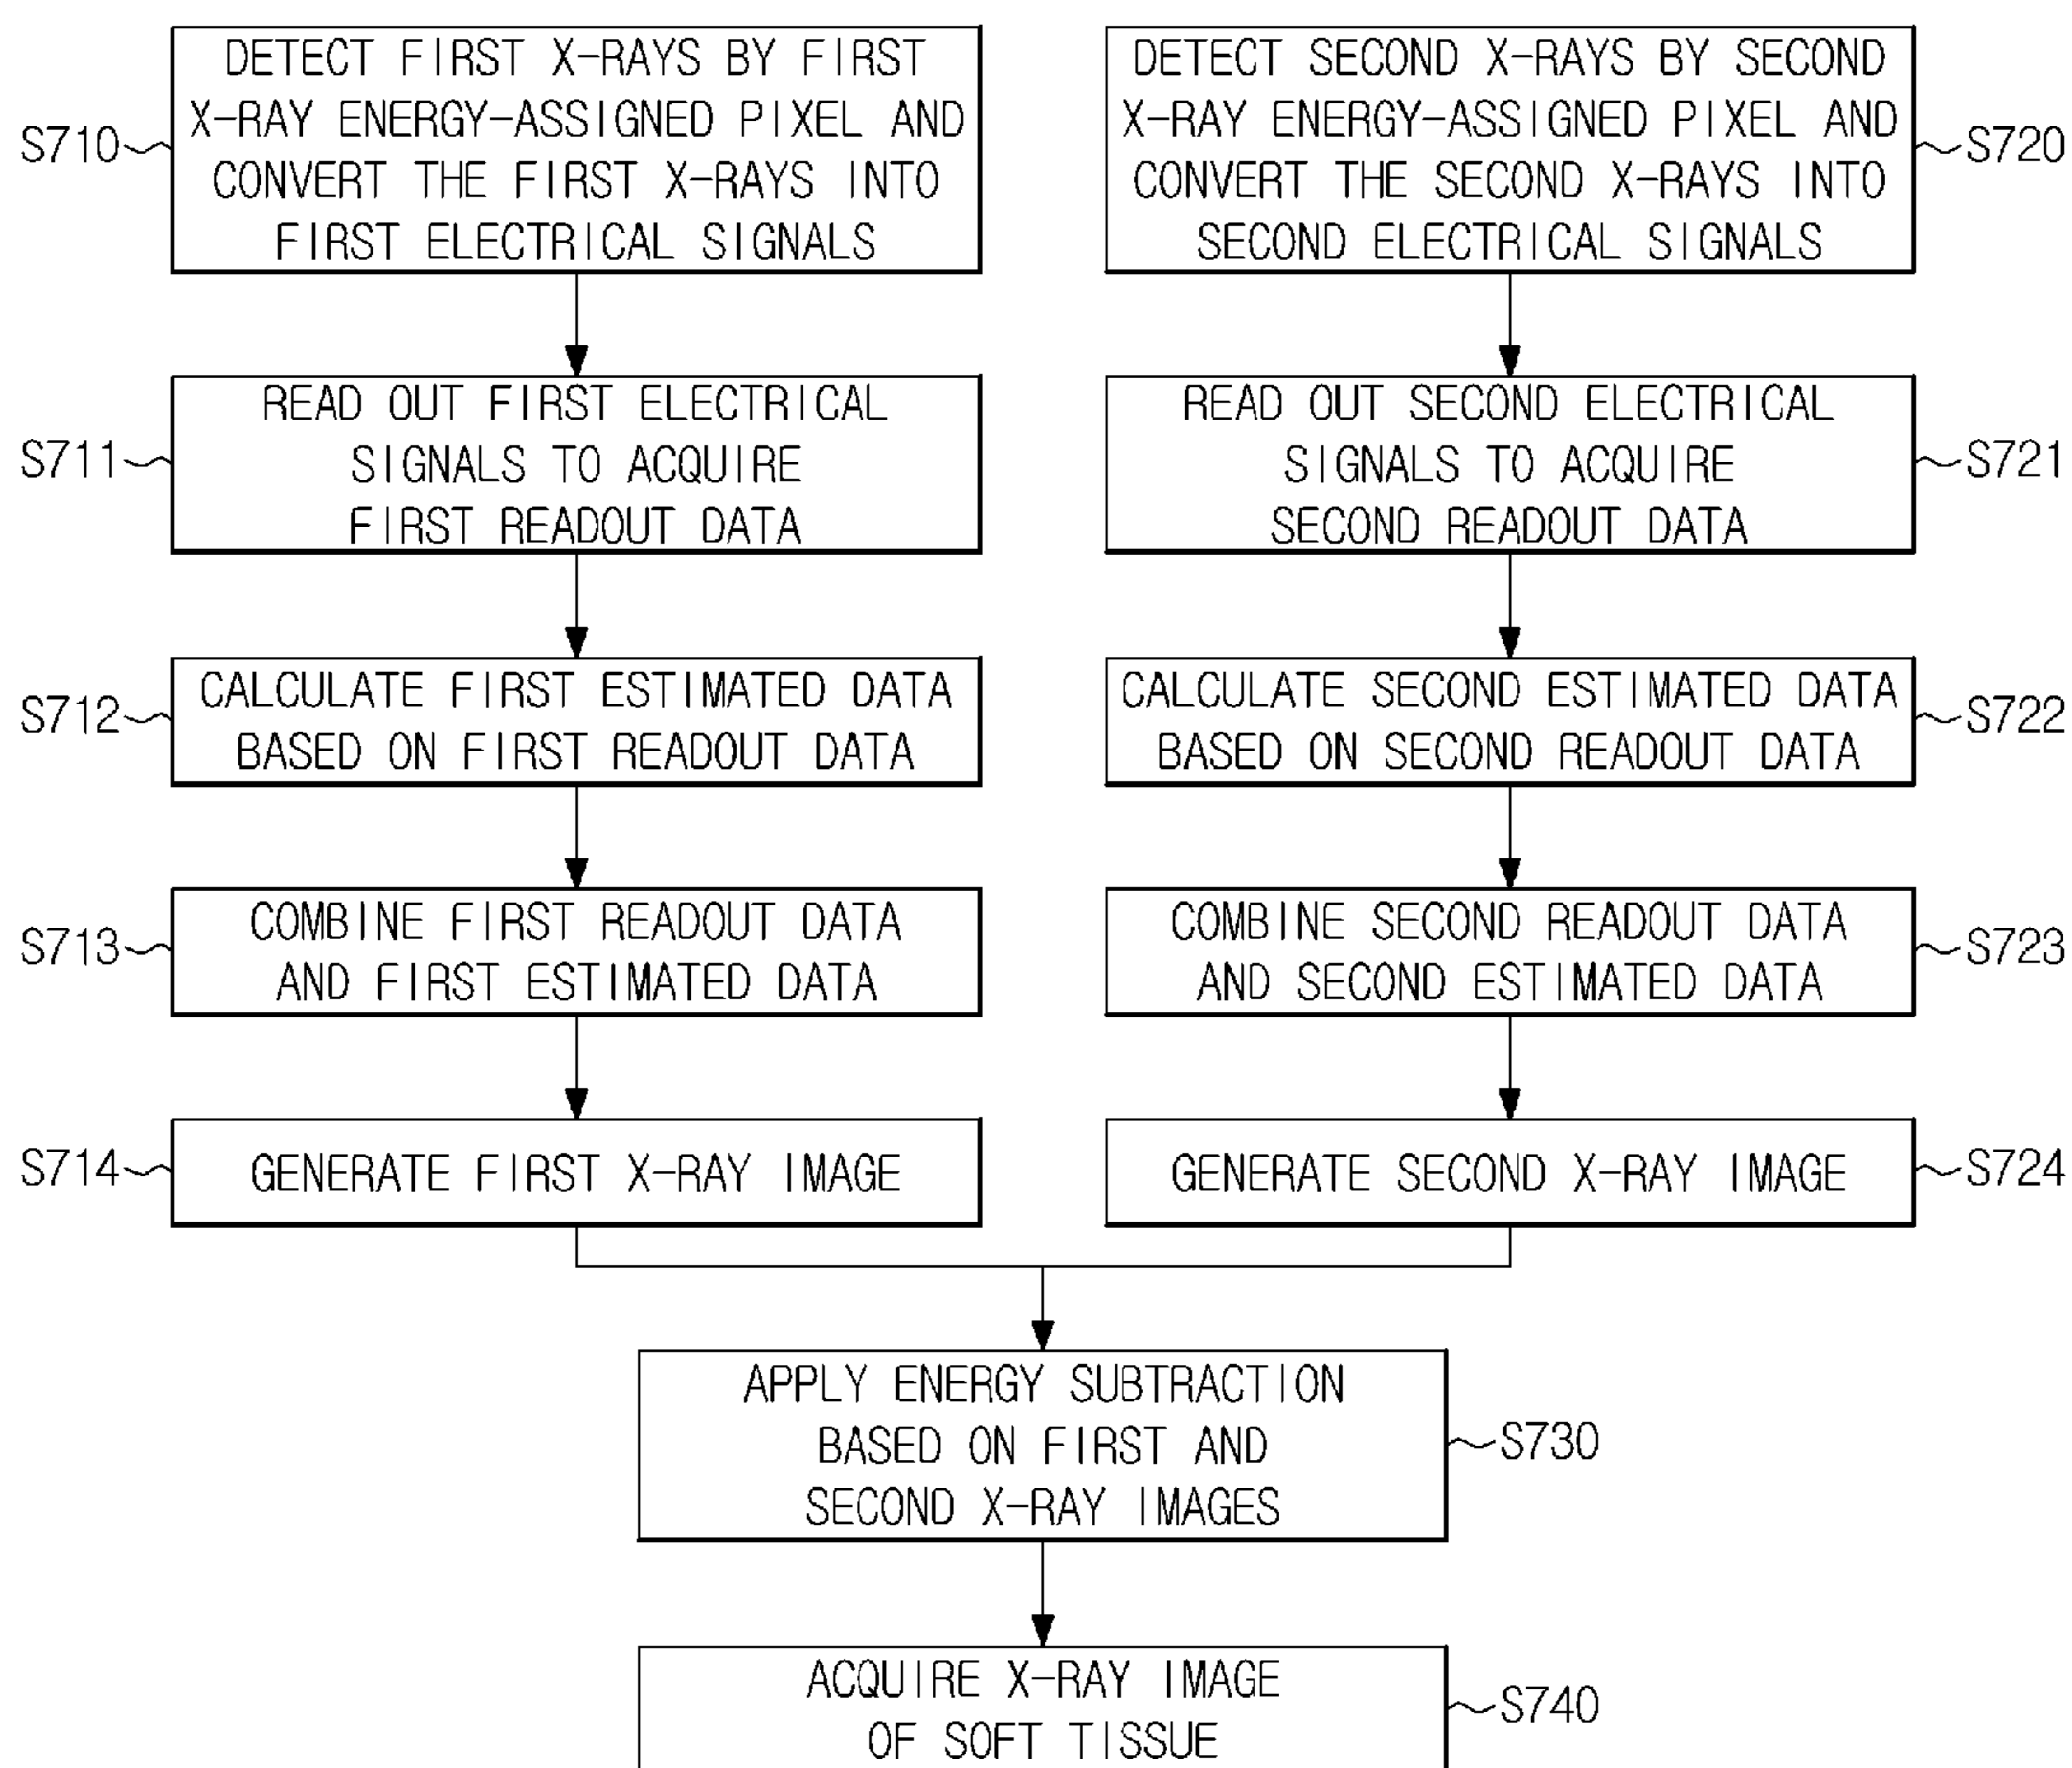 DETECT FIRST X-RAYS BY FIRST
X-RAY ENERGY-ASSIGNED PIXEL AND
CONVERT THE FIRST X-RAYS INTO
FIRST ELECTRICAL SIGNALS
S710
READ OUT FIRST ELECTRICAL
SIGNALS TO ACQUIRE
FIRST READOUT DATA
S711
CALCULATE FIRST ESTIMATED DATA
BASED ON FIRST READOUT DATA
S712
COMBINE FIRST READOUT DATA
AND FIRST ESTIMATED DATA
S713
GENERATE FIRST X-RAY IMAGE
S714
DETECT SECOND X-RAYS BY SECOND
X-RAY ENERGY-ASSIGNED PIXEL AND
CONVERT THE SECOND X-RAYS INTO
SECOND ELECTRICAL SIGNALS
S720
READ OUT SECOND ELECTRICAL
SIGNALS TO ACQUIRE
SECOND READOUT DATA
S721
CALCULATE SECOND ESTIMATED DATA
BASED ON SECOND READOUT DATA
S722
COMBINE SECOND READOUT DATA
AND SECOND ESTIMATED DATA
S723
GENERATE SECOND X-RAY IMAGE
S724
APPLY ENERGY SUBTRACTION
BASED ON FIRST AND
SECOND X-RAY IMAGES
S730
ACQUIRE X-RAY IMAGE
OF SOFT TISSUE
S740